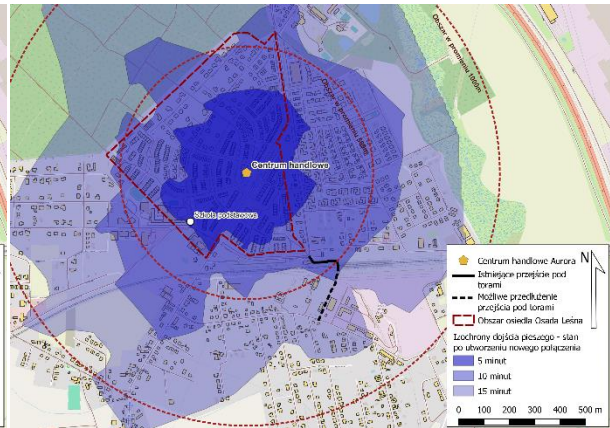 Obszar w promieniu 1000m
Obszar w promieniu 500m
Centrum handlowe
Szkoła podstawowa
Centrum handlowe Aurora
N
Istniejące przejście pod
torami
Możliwe przedłużenie
przejścia pod torami
Obszar osiedla Osada Leśna
Izochrony dojścia pieszego - stan
po utworzeniu nowego połączenia
5 minut
10 minut
15 minut
0 100 200 300 400 500 m